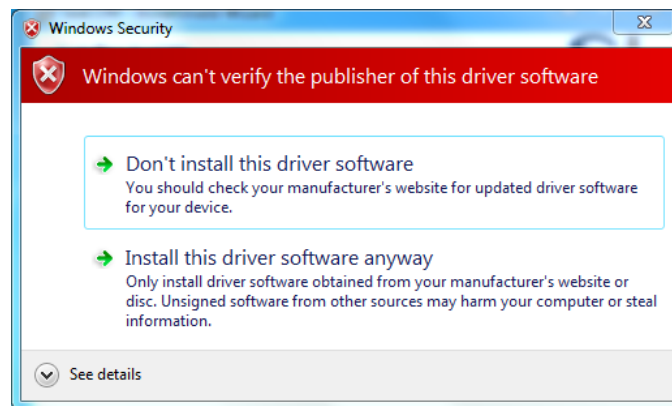 Windows Security
Windows can't verify the publisher of this driver software
Don't install this driver software
You should check your manufacturer's website for updated driver software
for your device.
Install this driver software anyway
Only install driver software obtained from your manufacturer's website or
disc. Unsigned software from other sources may harm your computer or steal
information.
See details